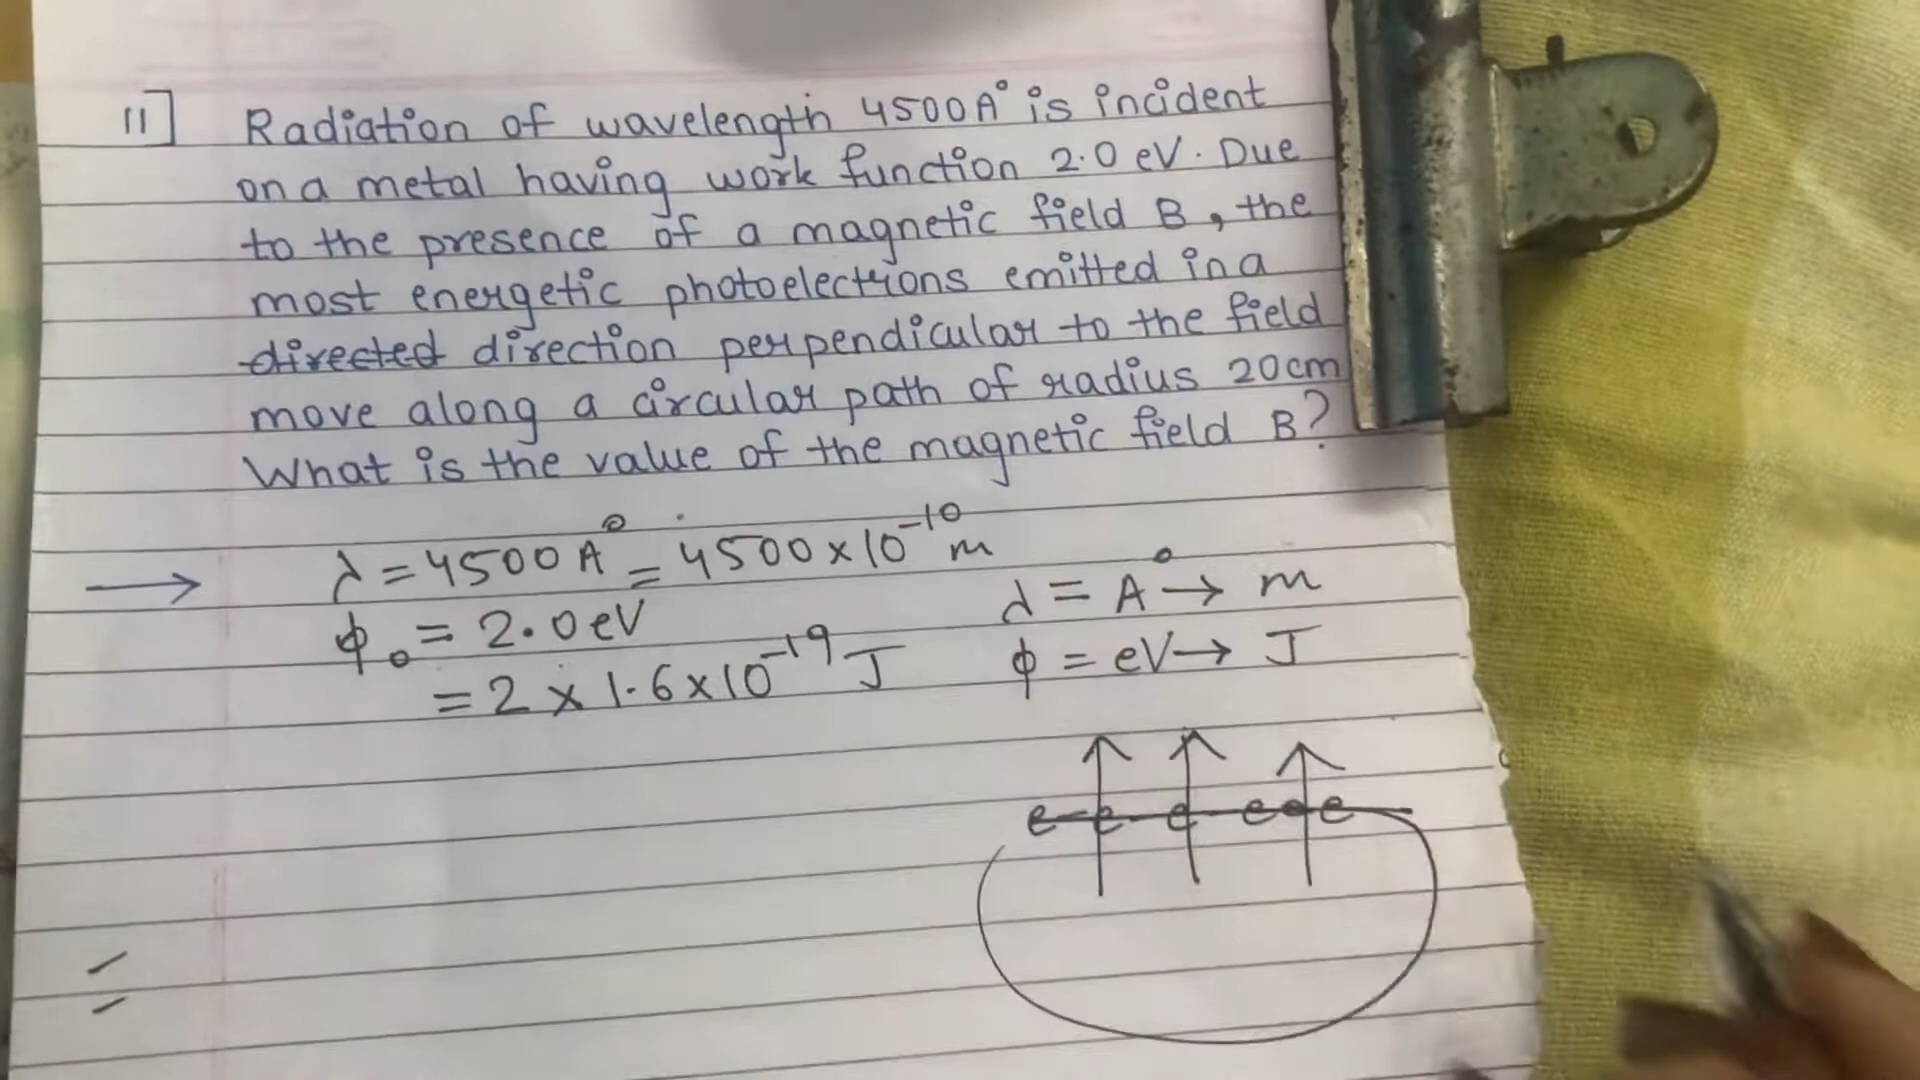 11] Radiation of wavelength 4500A° is incident
on a metal having work function 2.0 eV. Due
to the presence of a magnetic field B, the
most energetic photoelectrons emitted in a
directed direction perpendicular to the field
move along a circular path of radius 20cm
What is the value of the magnetic field B?
→ λ = 4500 A° = 4500 x 10⁻¹⁰ m
λ = A° → m
ϕ₀ = 2.0 eV
ϕ = eV → J
= 2 x 1.6 x 10⁻¹⁹ J
e e e e e e